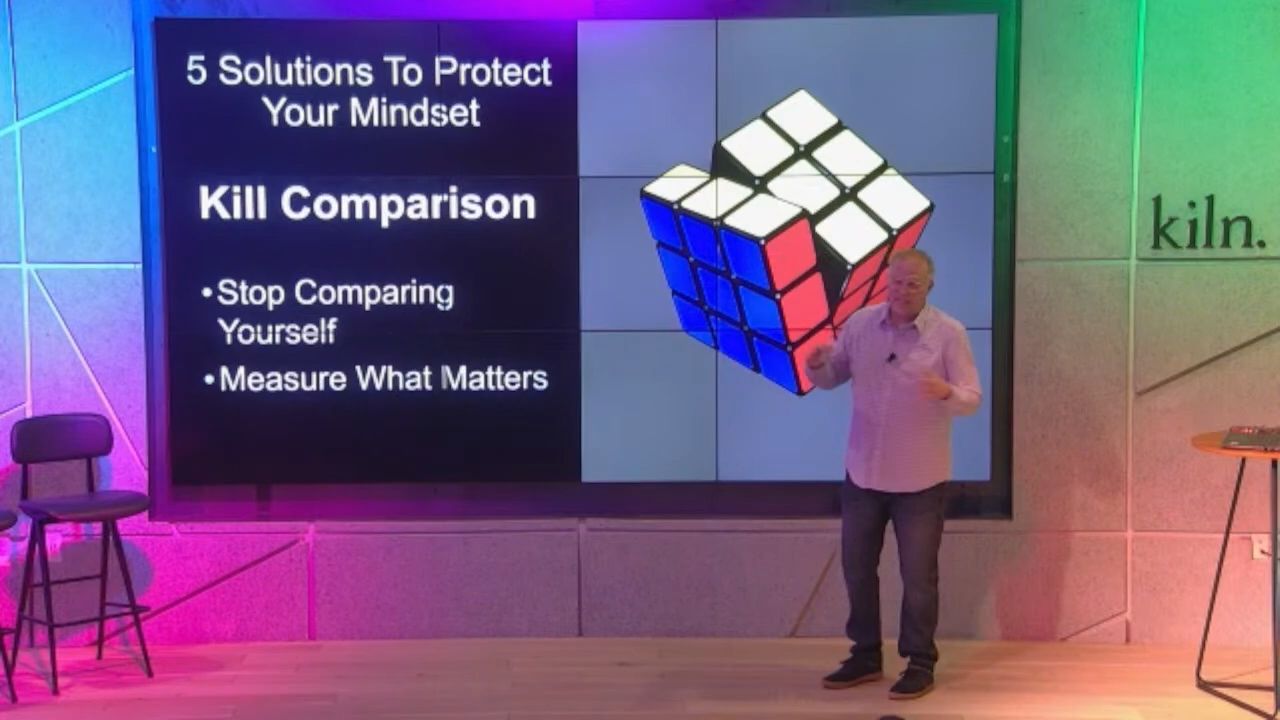 5 Solutions To Protect
Your Mindset
Kill Comparison
•Stop Comparing
Yourself
•Measure What Matters
kiln.